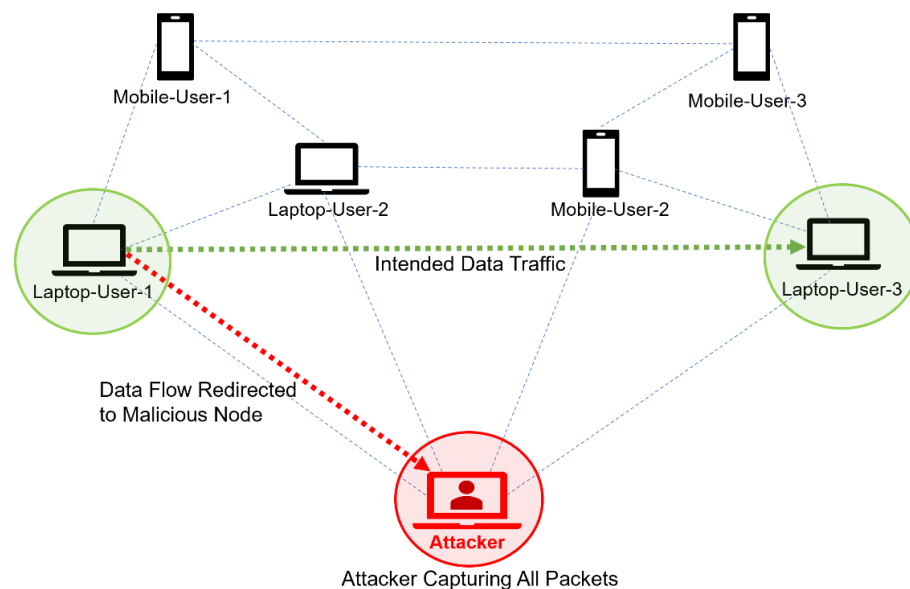 Mobile-User-1
Mobile-User-3
Laptop-User-2
Mobile-User-2
Intended Data Traffic
Laptop-User-1
Laptop-User-3
Data Flow Redirected
to Malicious Node
Attacker
Attacker Capturing All Packets